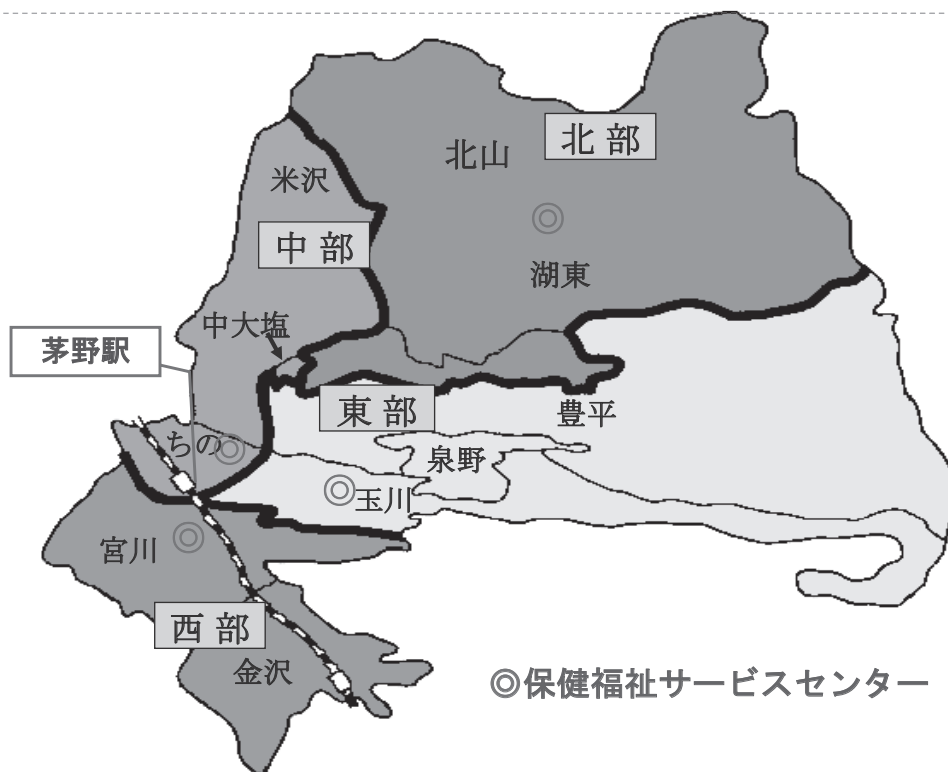 北部
北山
米沢
中部
湖東
中大塩
茅野駅
東部
豊平
ちの
泉野
玉川
宮川
西部
金沢
◎保健福祉サービスセンター